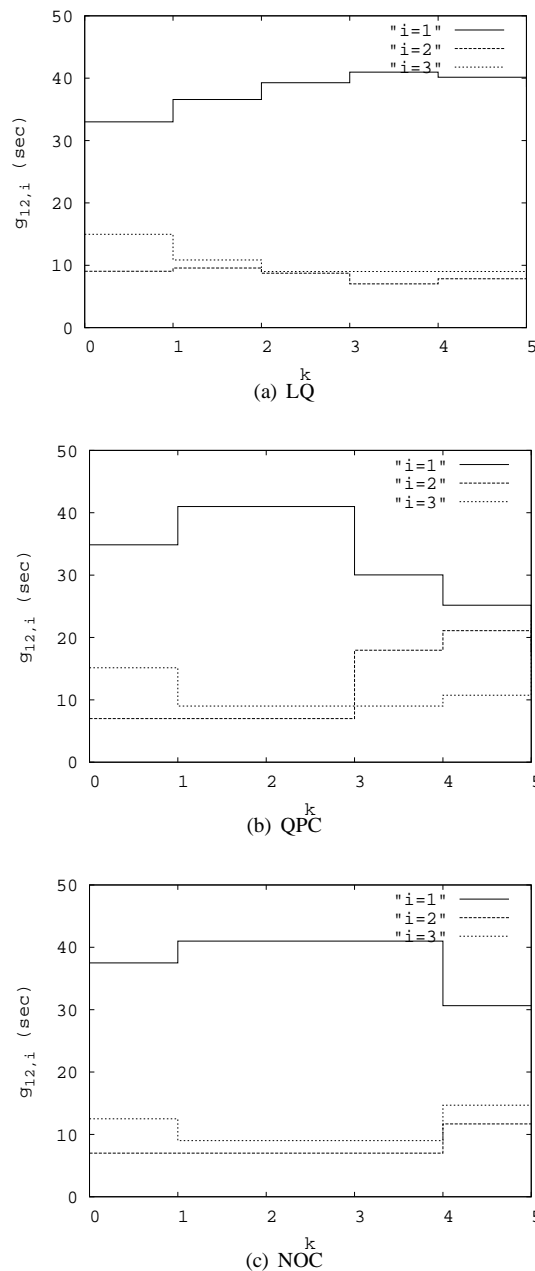 50
40
30
20
10
0
g12,i (sec)
"i=1"
"i=2"
"i=3"
0 1 2 3 4 5
k
(a) LQ
50
40
30
20
10
0
g12,i (sec)
"i=1"
"i=2"
"i=3"
0 1 2 3 4 5
k
(b) QPC
50
40
30
20
10
0
g12,i (sec)
"i=1"
"i=2"
"i=3"
0 1 2 3 4 5
k
(c) NOC